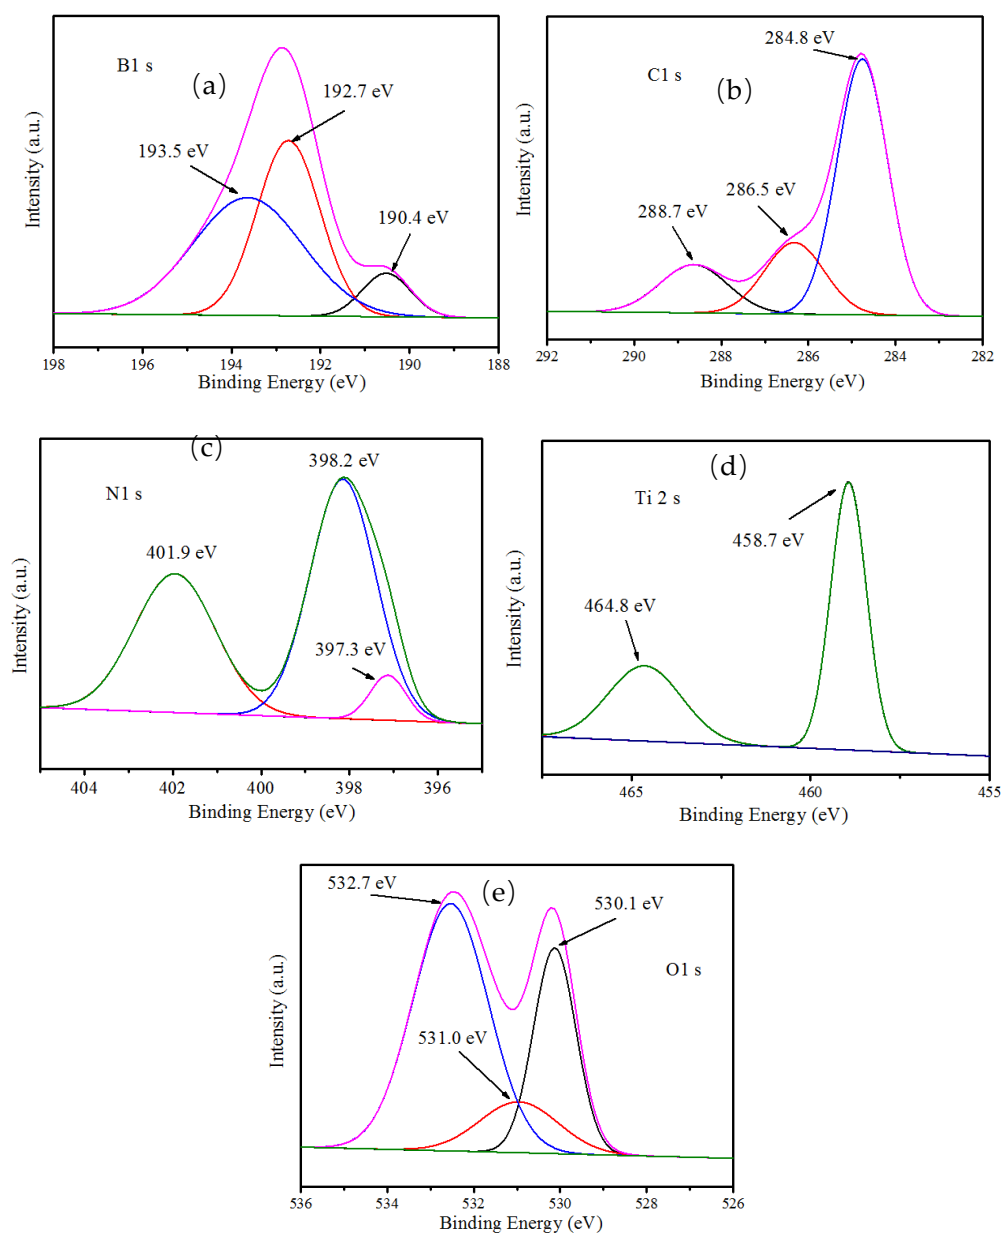 B1 s
(a)
192.7 eV
193.5 eV
190.4 eV
Intensity (a.u.)
198 196 194 192 190 188
Binding Energy (eV)
284.8 eV
C1 s
(b)
286.5 eV
288.7 eV
Intensity (a.u.)
292 290 288 286 284 282
Binding Energy (eV)
(c)
398.2 eV
N1 s
401.9 eV
397.3 eV
Intensity (a.u.)
404 402 400 398 396
Binding Energy (eV)
(d)
Ti 2 s
458.7 eV
464.8 eV
Intensity (a.u.)
465 460 455
Binding Energy (eV)
532.7 eV
(e)
530.1 eV
O1 s
531.0 eV
Intensity (a.u.)
536 534 532 530 528 526
Binding Energy (eV)